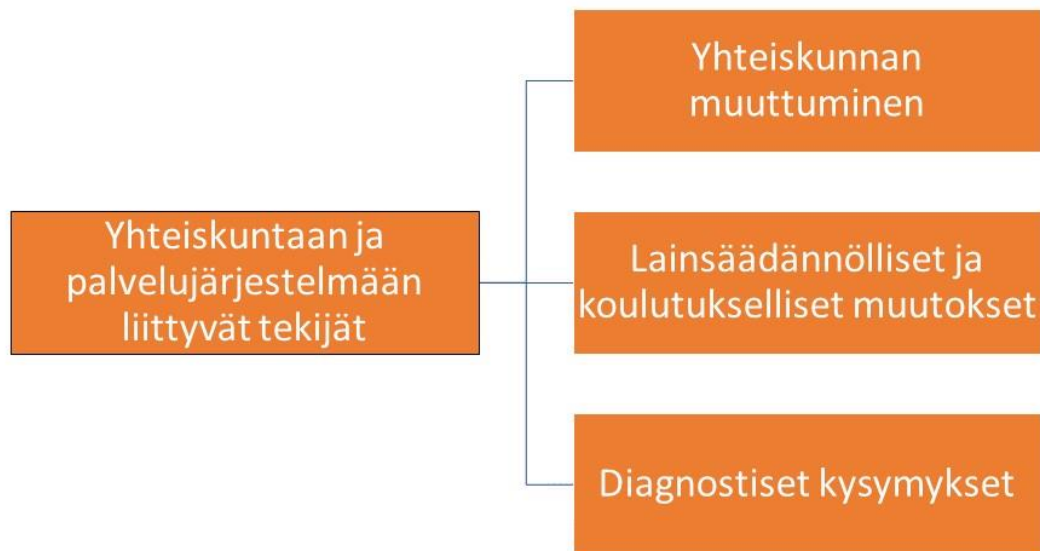 Yhteiskuntaan ja
palvelujärjestelmään
liittyvät tekijät
Yhteiskunnan
muuttuminen
Lainsäädännölliset ja
koulutukselliset muutokset
Diagnostiset kysymykset